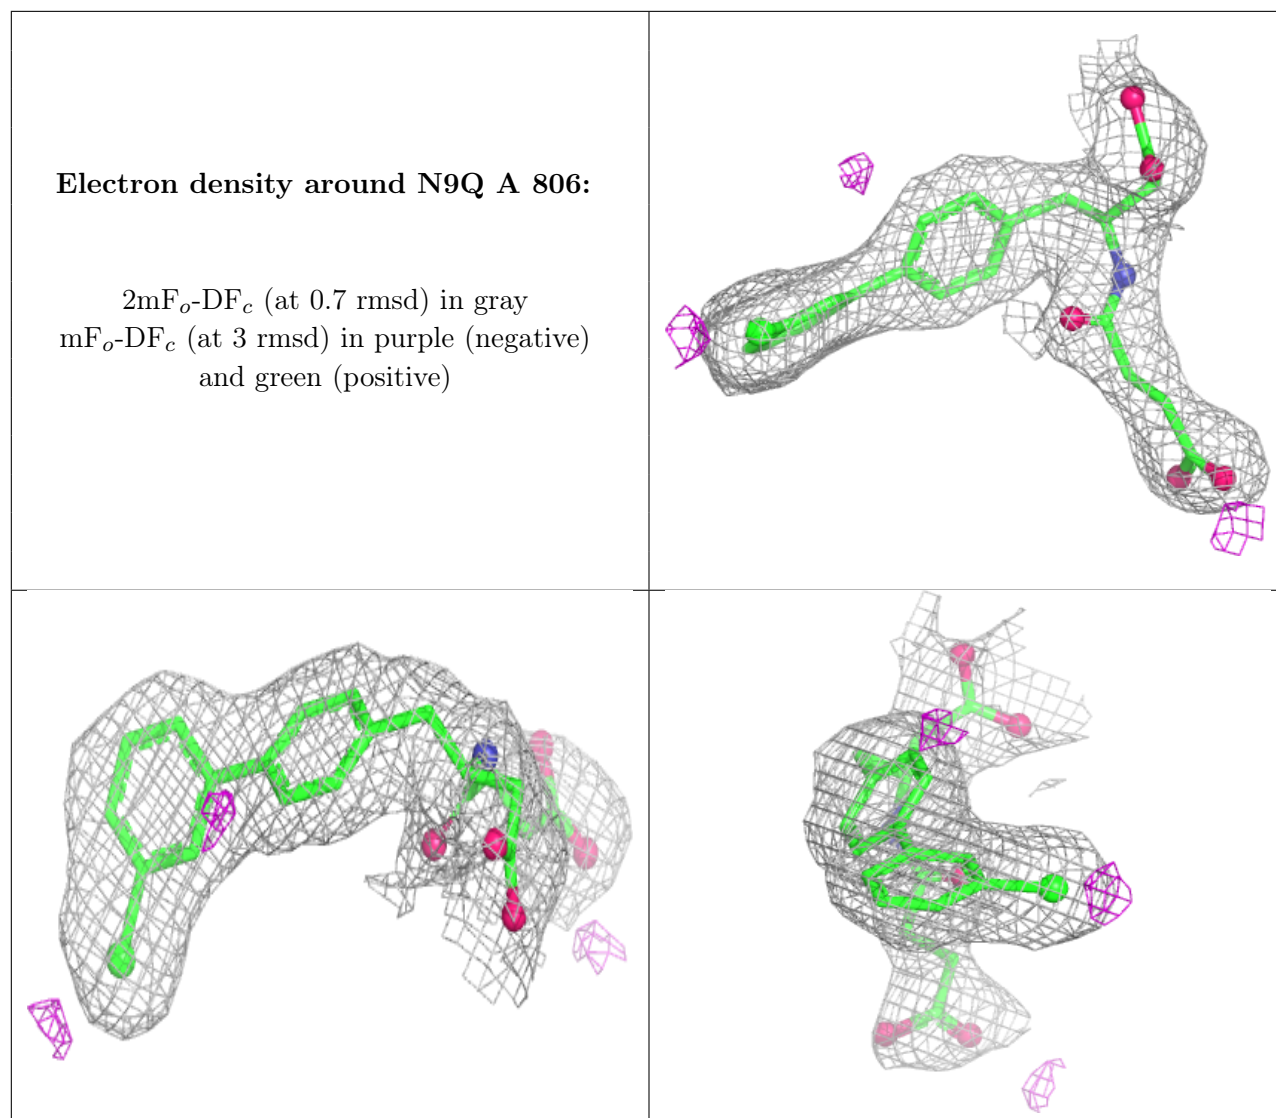 Electron density around N9Q A 806:
2mFo-DFc (at 0.7 rmsd) in gray
mFo-DFc (at 3 rmsd) in purple (negative)
and green (positive)